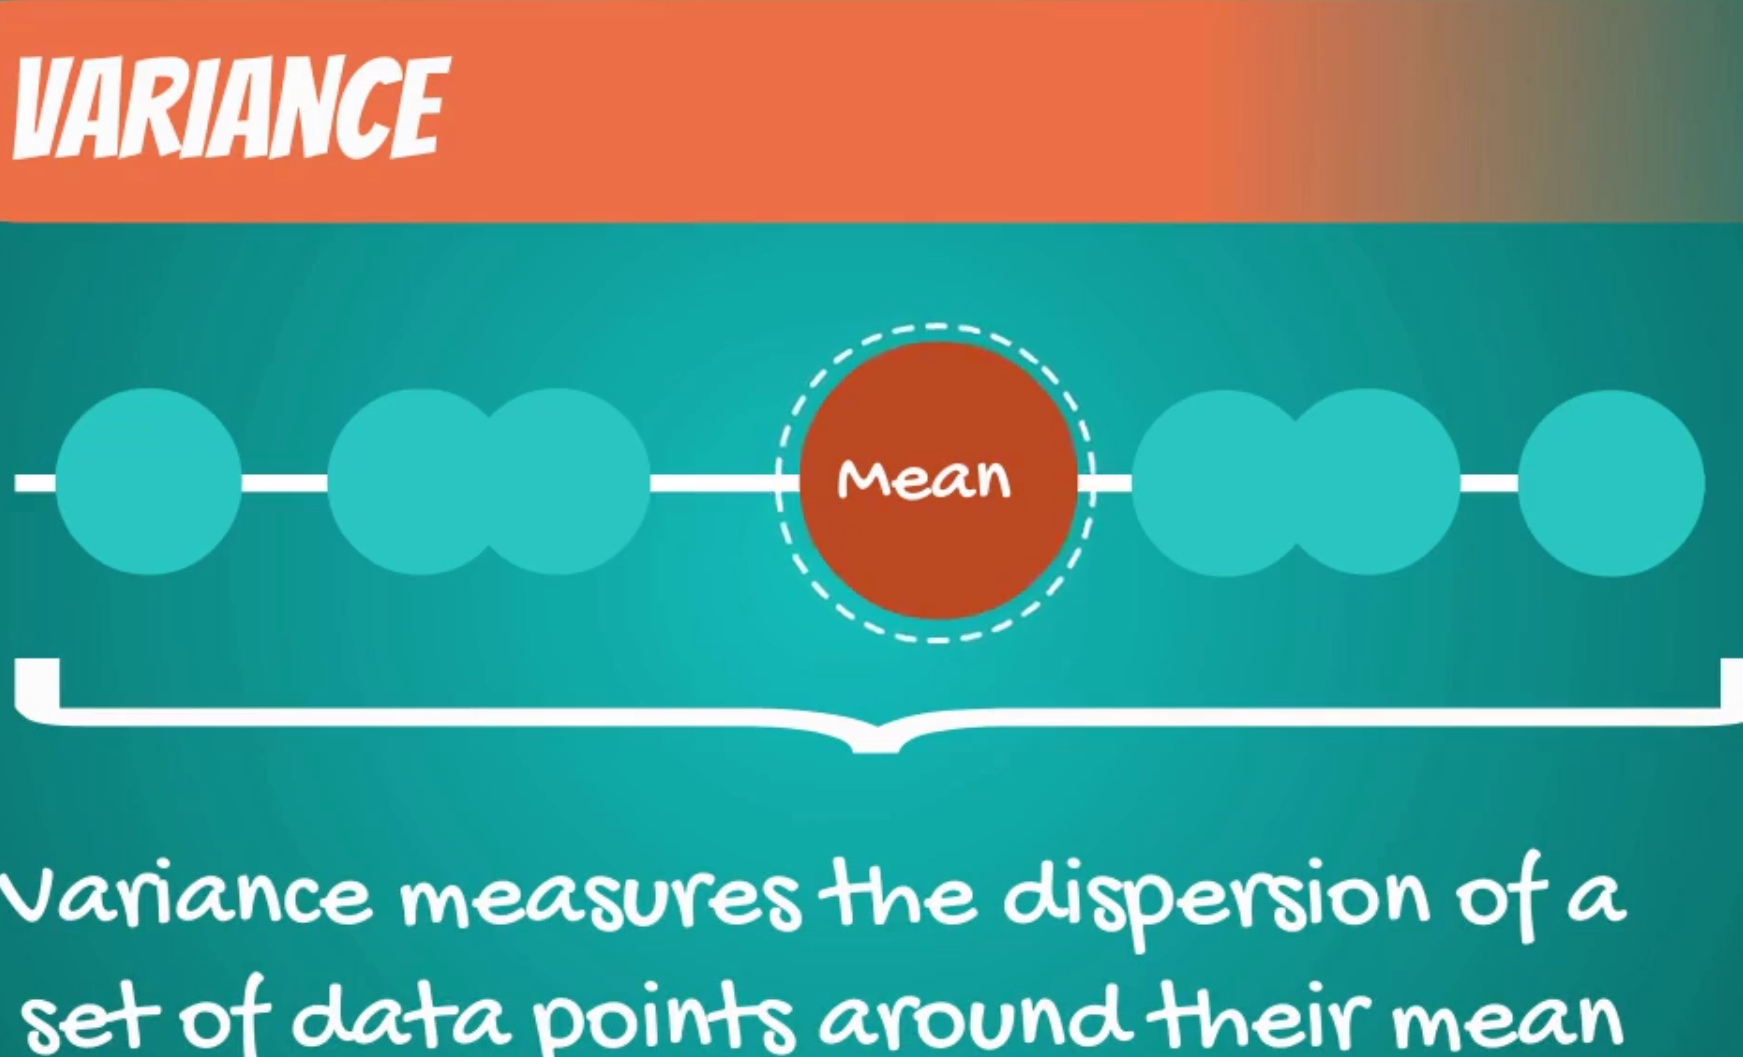 VARIANCE
Mean
Variance measures the dispersion of a
set of data points around their mean